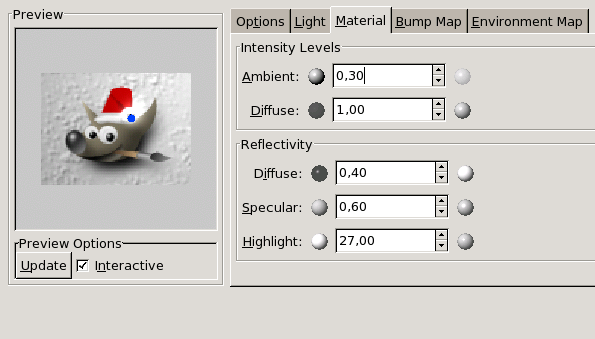 Preview
Options Light Material Bump Map Environment Map
Intensity Levels
Ambient: 0,30
Diffuse: 1,00
Reflectivity
Diffuse: 0,40
Specular: 0,60
Highlight: 27,00
Preview Options
Update Interactive